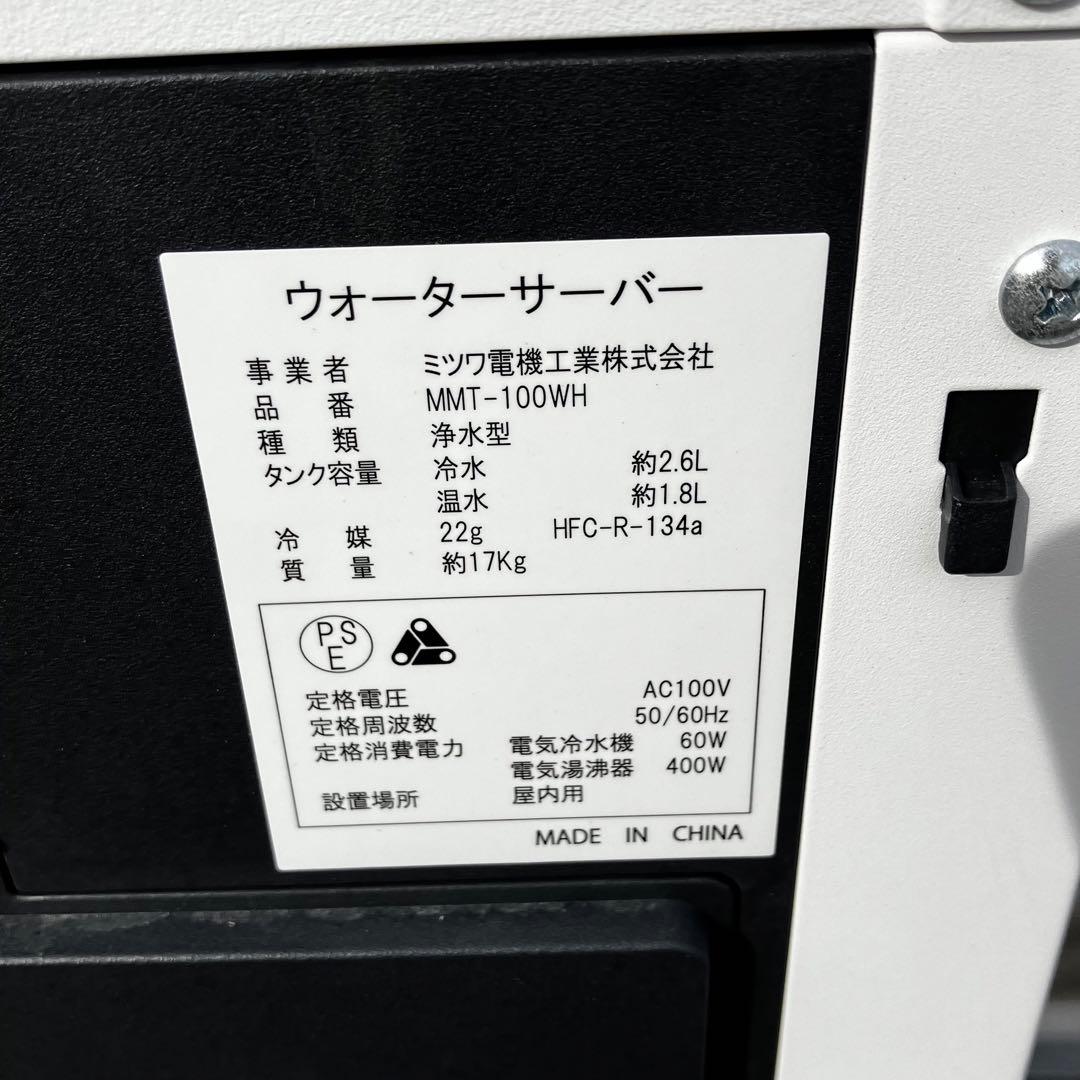 ウォーターサーバー
事業者 ミツワ電機工業株式会社
品番 MMT-100WH
種類 浄水型
タンク容量 冷水 約2.6L
温水 約1.8L
冷媒 22g HFC-R-134a
質量 約17Kg
PSE
定格電圧 AC100V
定格周波数 50/60Hz
定格消費電力 電気冷水機 60W
電気湯沸器 400W
設置場所 屋内用
MADE IN CHINA